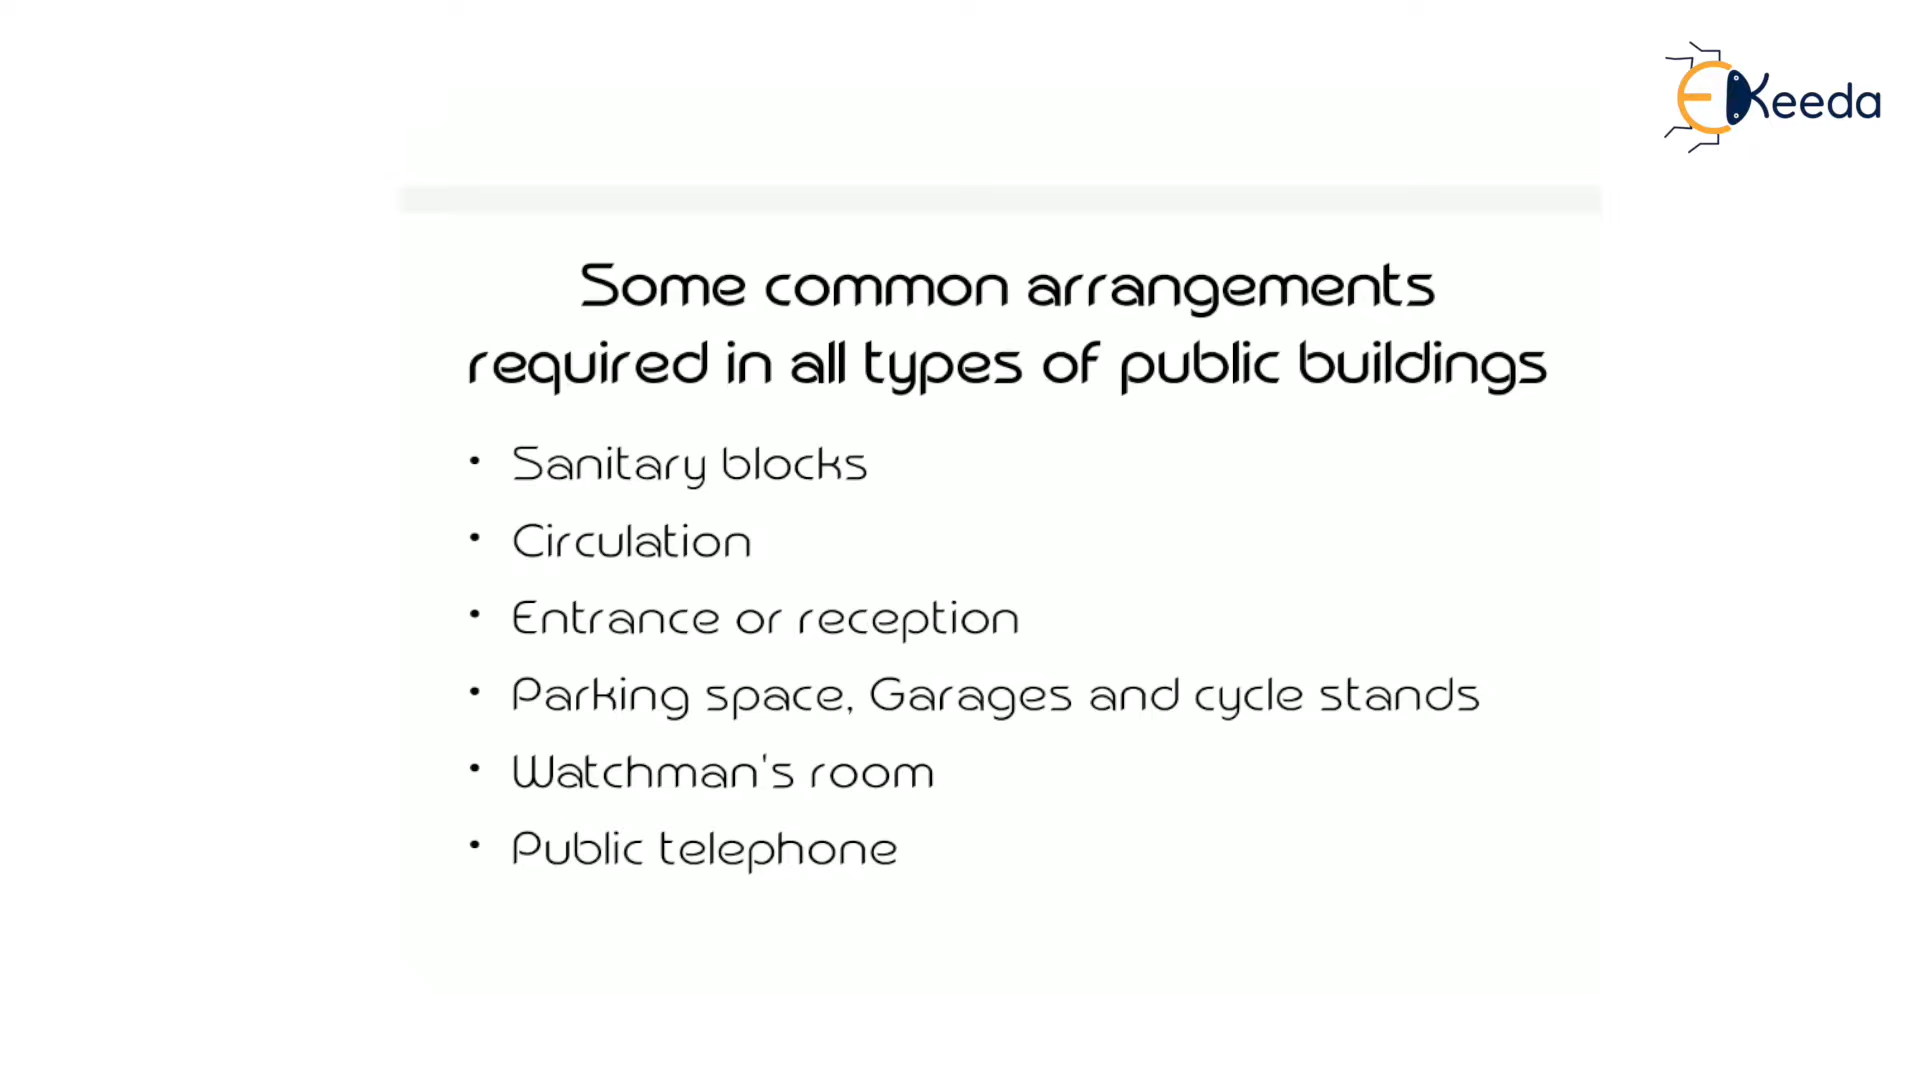 EKeeda
Some common arrangements
required in all types of public buildings
• Sanitary blocks
• Circulation
• Entrance or reception
• Parking space, Garages and cycle stands
• Watchman's room
• Public telephone